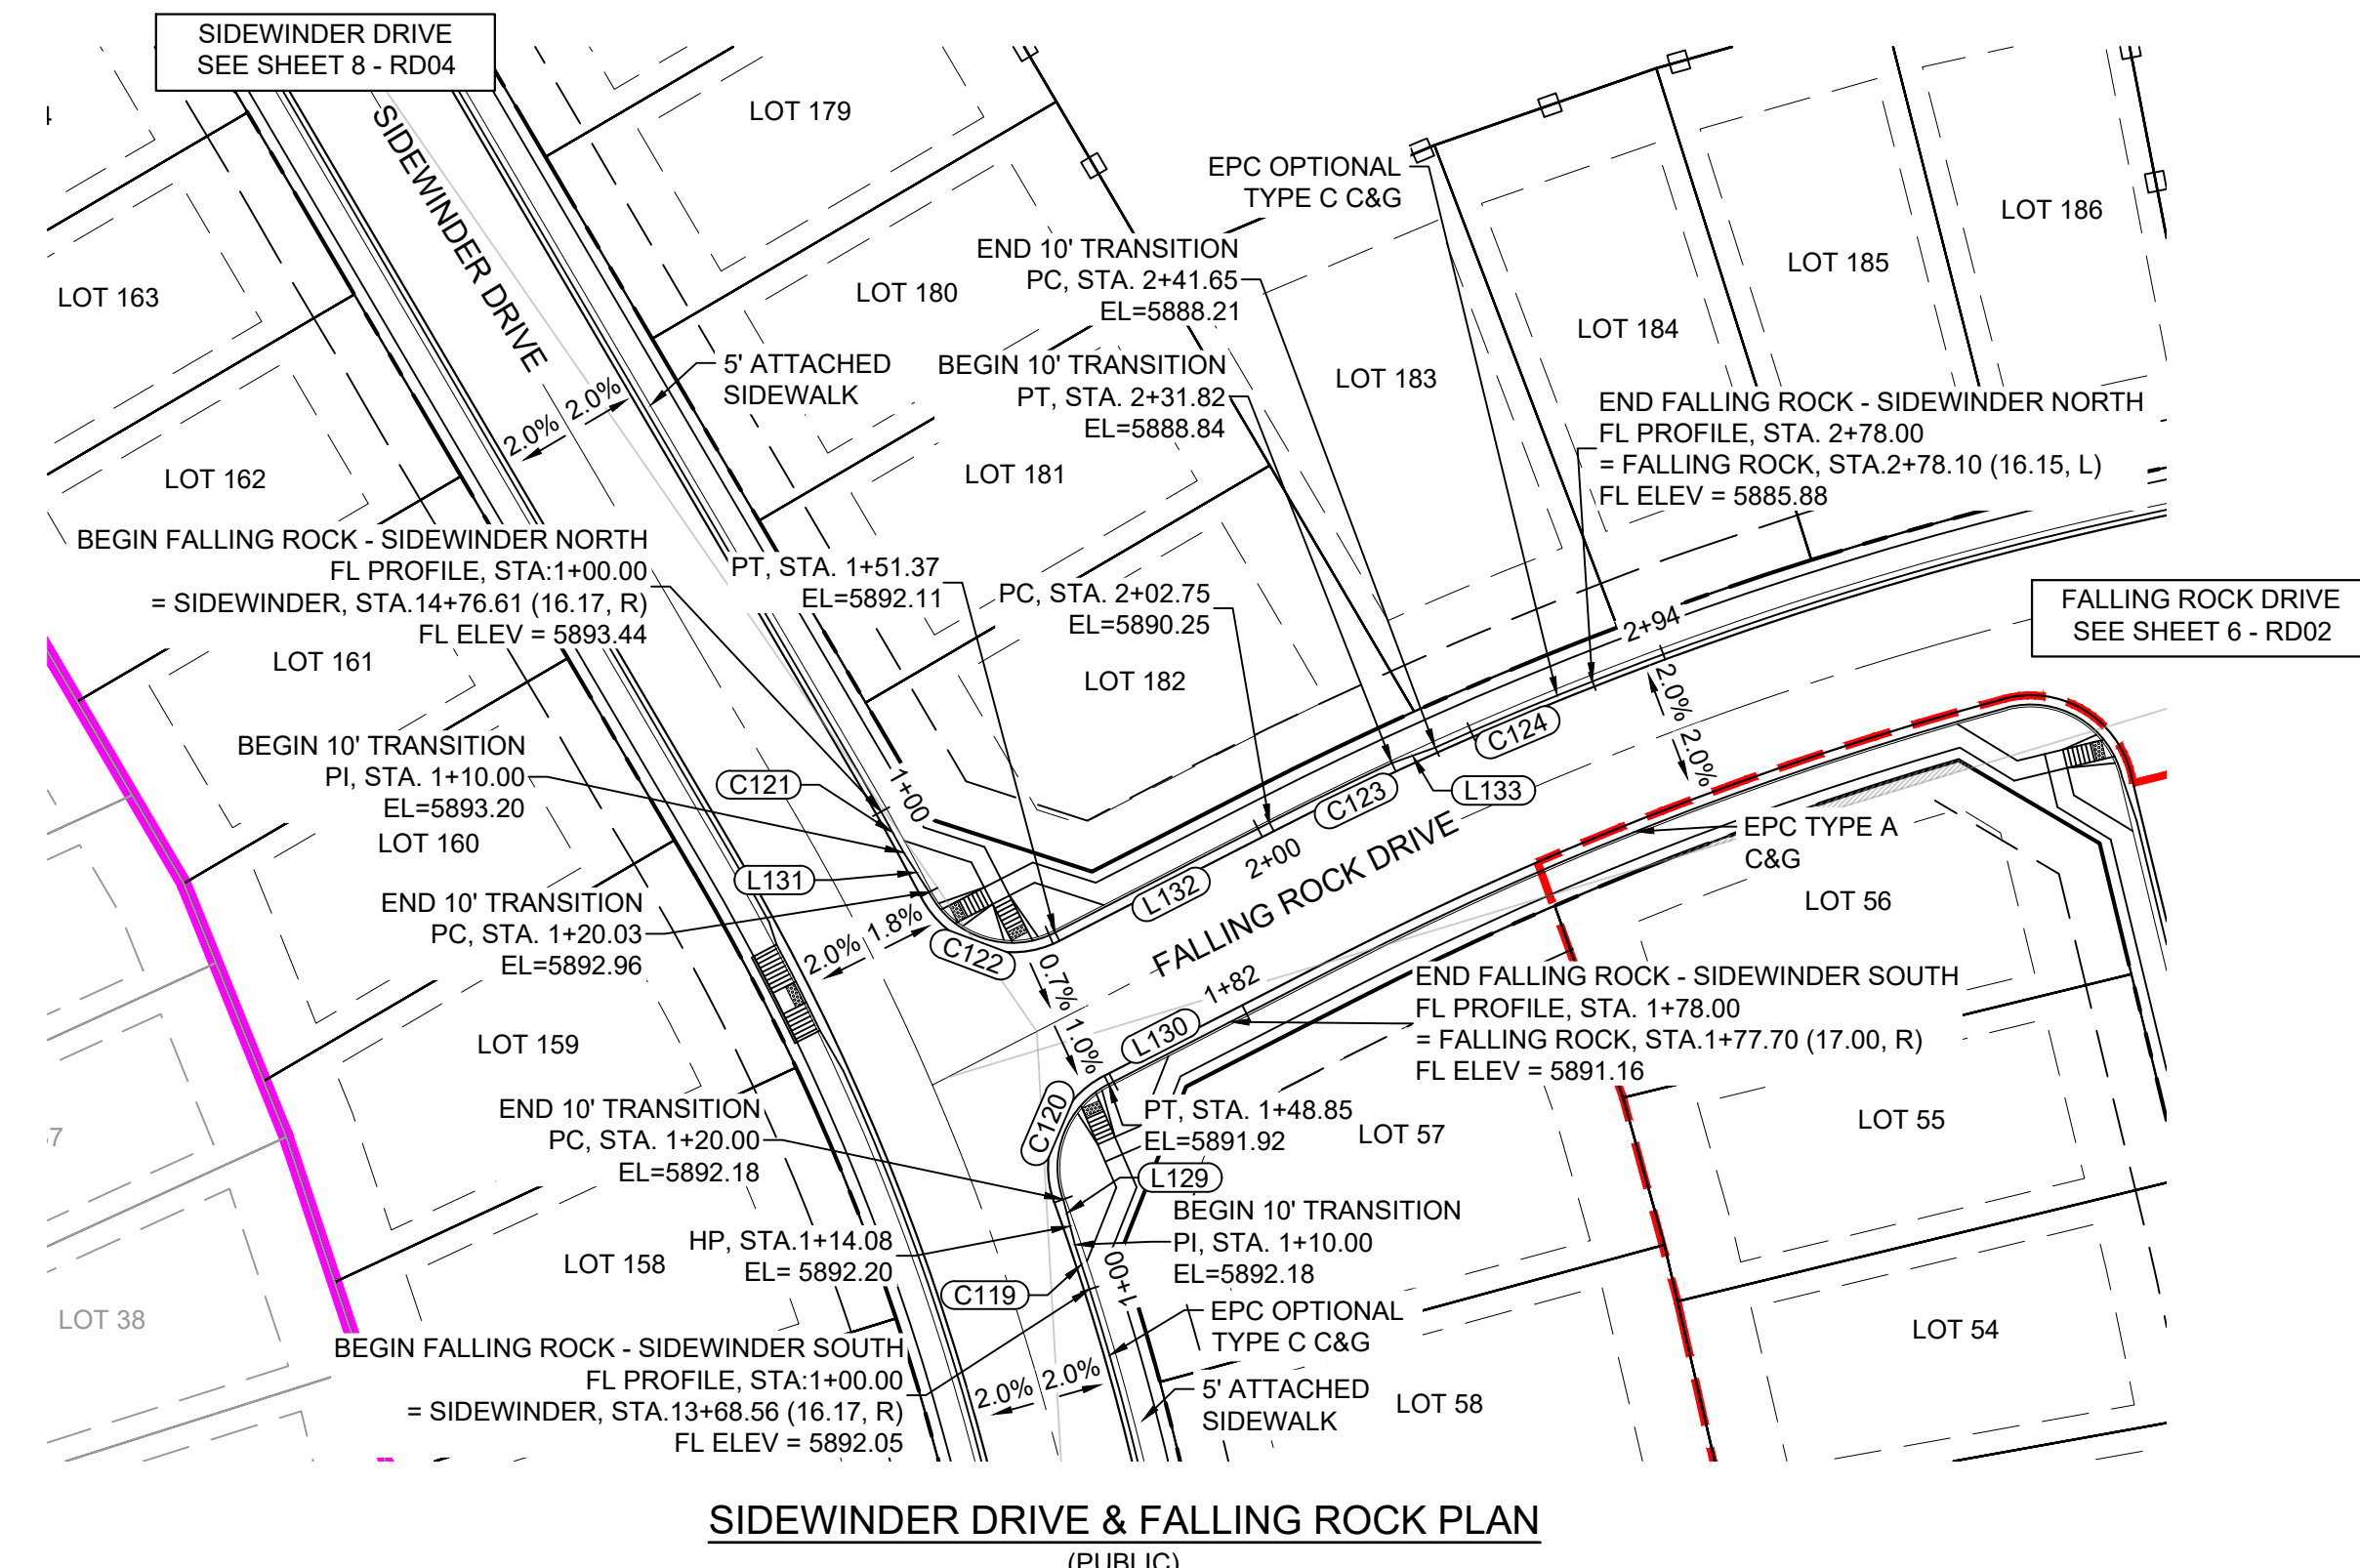 SIDEWINDER DRIVE
SEE SHEET 8 - RD04
SIDEWINDER DRIVE
LOT 179
EPC OPTIONAL
TYPE C C&G
LOT 186
LOT 185
LOT 184
LOT 183
END 10' TRANSITION
PC, STA. 2+41.65
EL=5888.21
LOT 163
LOT 180
5' ATTACHED
SIDEWALK
BEGIN 10' TRANSITION
PT, STA. 2+31.82
EL=5888.84
2.0% 2.0%
END FALLING ROCK - SIDEWINDER NORTH
FL PROFILE, STA. 2+78.00
= FALLING ROCK, STA.2+78.10 (16.15, L)
FL ELEV = 5885.88
LOT 162
LOT 181
BEGIN FALLING ROCK - SIDEWINDER NORTH
FL PROFILE, STA:1+00.00
= SIDEWINDER, STA.14+76.61 (16.17, R)
FL ELEV = 5893.44
PT, STA. 1+51.37
EL=5892.11
PC, STA. 2+02.75
EL=5890.25
2+94
FALLING ROCK DRIVE
SEE SHEET 6 - RD02
LOT 161
LOT 182
2.0% 2.0%
BEGIN 10' TRANSITION
PI, STA. 1+10.00
EL=5893.20
C121
1+00
C124
L133
C123
LOT 160
L131
2+00
L132
FALLING ROCK DRIVE
EPC TYPE A
C&G
LOT 56
END 10' TRANSITION
PC, STA. 1+20.03
EL=5892.96
2.0% 1.8%
C122
0.7% 1.0%
1+82
L130
END FALLING ROCK - SIDEWINDER SOUTH
FL PROFILE, STA. 1+78.00
= FALLING ROCK, STA.1+77.70 (17.00, R)
FL ELEV = 5891.16
LOT 159
END 10' TRANSITION
PC, STA. 1+20.00
EL=5892.18
C120
PT, STA. 1+48.85
EL=5891.92
LOT 57
LOT 55
7
L129
BEGIN 10' TRANSITION
PI, STA. 1+10.00
EL=5892.18
HP, STA.1+14.08
EL= 5892.20
LOT 158
C119
1+00
EPC OPTIONAL
TYPE C C&G
LOT 38
LOT 54
BEGIN FALLING ROCK - SIDEWINDER SOUTH
FL PROFILE, STA:1+00.00
= SIDEWINDER, STA.13+68.56 (16.17, R)
FL ELEV = 5892.05
2.0% 2.0%
5' ATTACHED
SIDEWALK
LOT 58
SIDEWINDER DRIVE & FALLING ROCK PLAN
(PUBLIC)